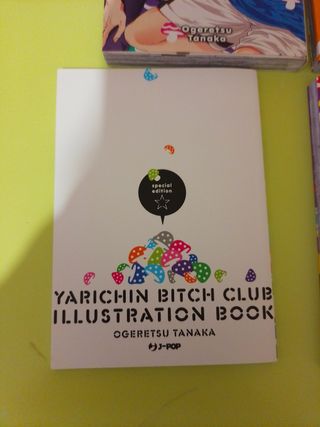 Ogeretsu
Tanaka
special
edition
YARICHIN BITCH CLUB
ILLUSTRATION BOOK
OGERETSU TANAKA
J-POP